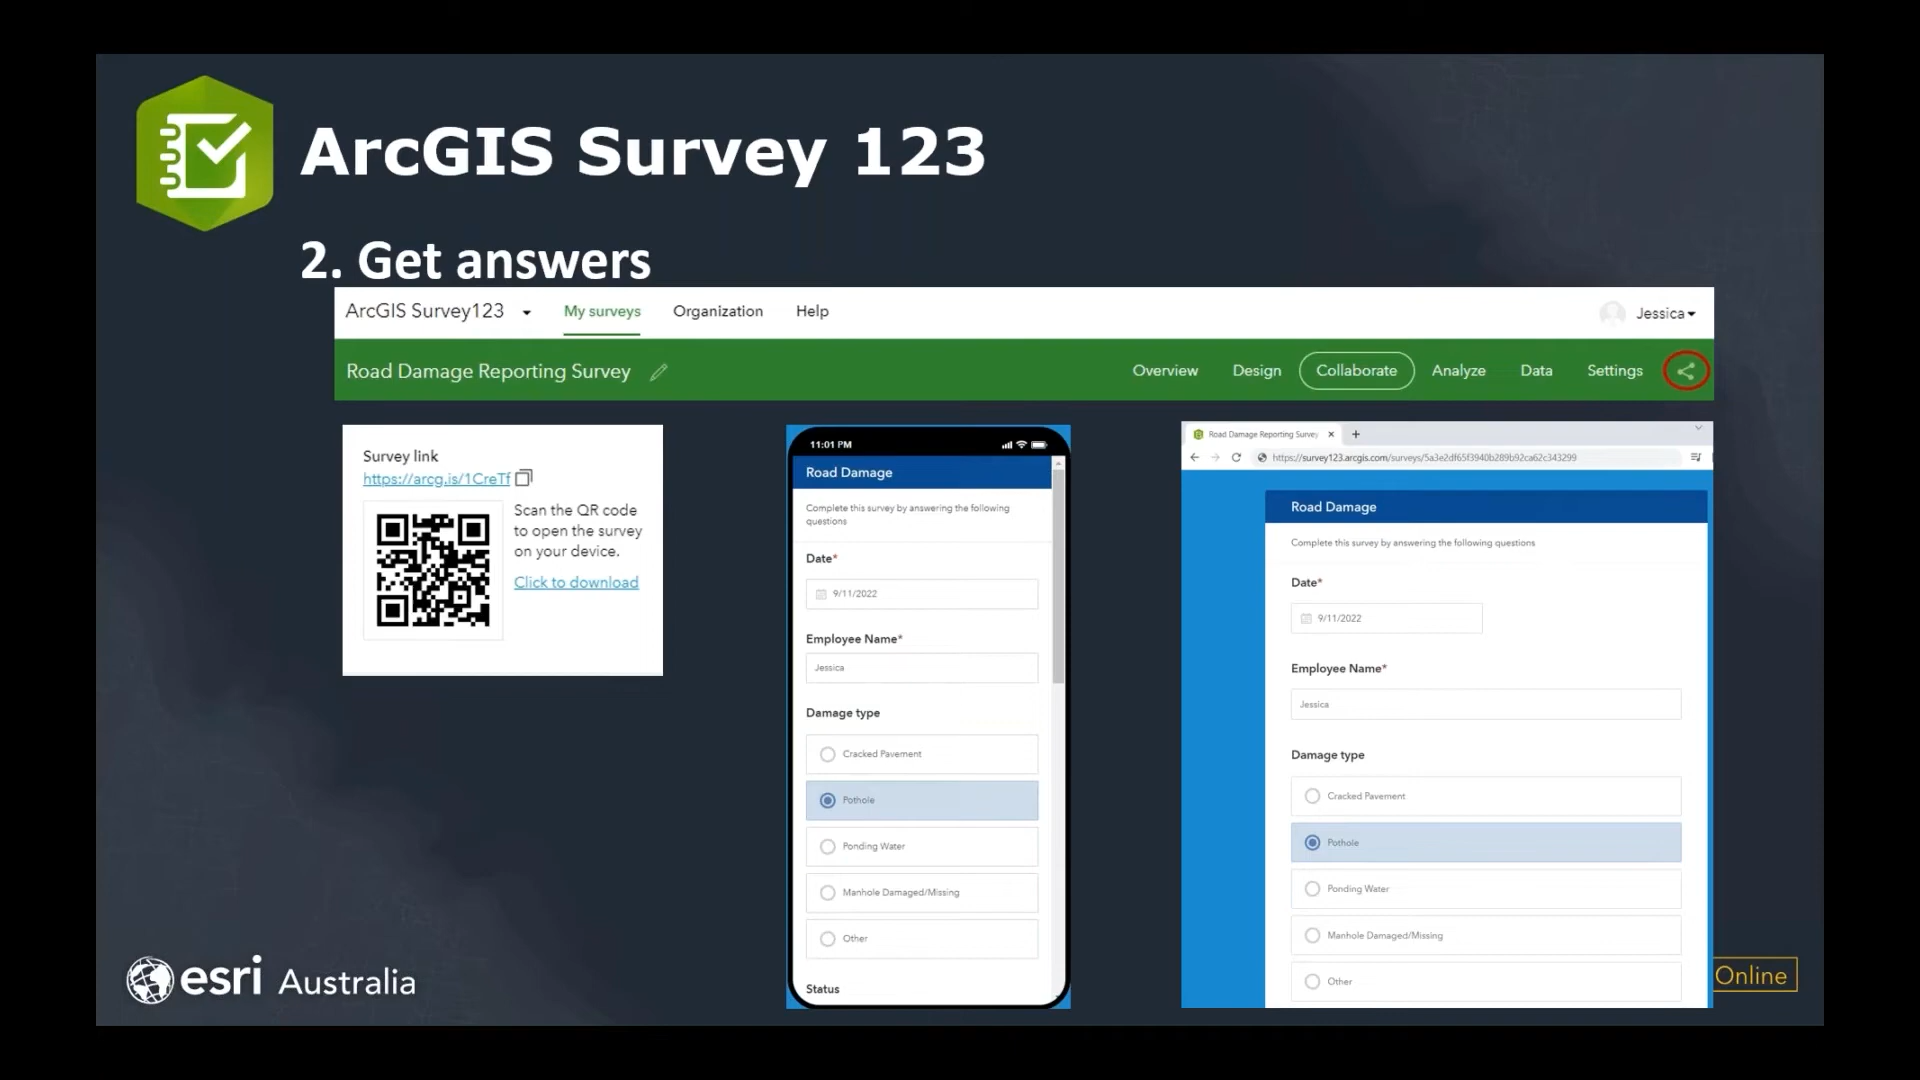 ArcGIS Survey 123
2. Get answers
ArcGIS Survey123
My surveys
Organization
Help
Jessica
Road Damage Reporting Survey
Overview
Design
Collaborate
Analyze
Data
Settings
Survey link
https://arcg.is/1CreTf
Scan the QR code
to open the survey
on your device.
Click to download
11:01 PM
Road Damage
Complete this survey by answering the following
questions
Date*
9/11/2022
Employee Name*
Jessica
Damage type
Cracked Pavement
Pothole
Ponding Water
Manhole Damaged/Missing
Other
Status
Road Damage Reporting Survey
https://survey123.arcgis.com/surveys/5a3e2df65f3940b289b92ca62c343299
Road Damage
Complete this survey by answering the following questions
Date*
9/11/2022
Employee Name*
Jessica
Damage type
Cracked Pavement
Pothole
Ponding Water
Manhole Damaged/Missing
Other
esri Australia
Online